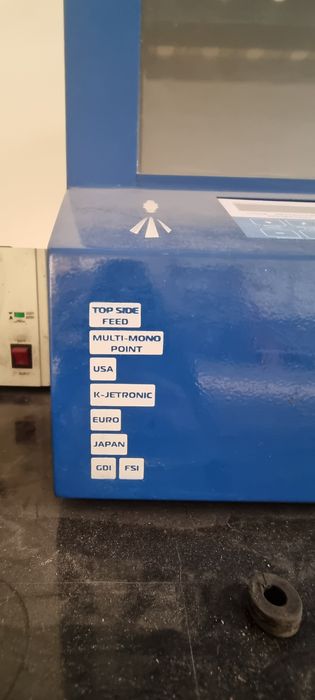 TOP SIDE
FEED
MULTI-MONO
POINT
USA
K-JETRONIC
EURO
JAPAN
GDI FSI